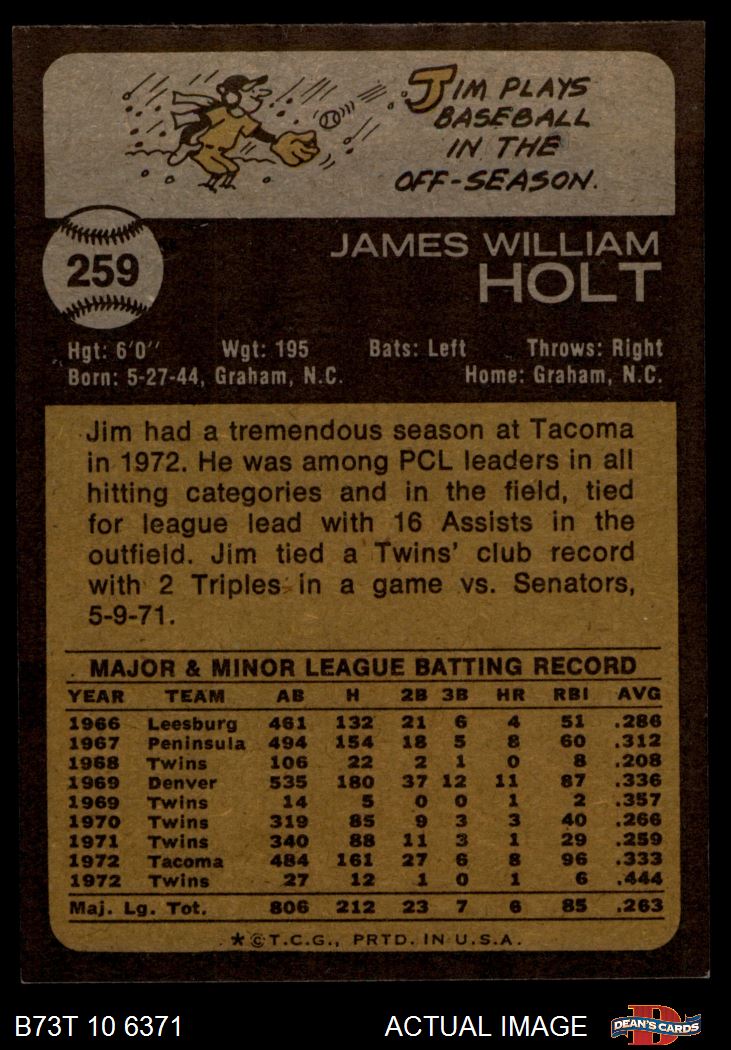 JIM PLAYS
BASEBALL
IN THE
OFF-SEASON.
259
JAMES WILLIAM
HOLT
Hgt: 6'0'' Wgt: 195 Bats: Left Throws: Right
Born: 5-27-44, Graham, N.C. Home: Graham, N.C.
Jim had a tremendous season at Tacoma
in 1972. He was among PCL leaders in all
hitting categories and in the field, tied
for league lead with 16 Assists in the
outfield. Jim tied a Twins' club record
with 2 Triples in a game vs. Senators,
5-9-71.
MAJOR & MINOR LEAGUE BATTING RECORD
YEAR TEAM AB H 2B 3B HR RBI AVG
1966 Leesburg 461 132 21 6 4 51 .286
1967 Peninsula 494 154 18 5 8 60 .312
1968 Twins 106 22 2 1 0 8 .208
1969 Denver 535 180 37 12 11 87 .336
1969 Twins 14 5 0 0 1 2 .357
1970 Twins 319 85 9 3 3 40 .266
1971 Twins 340 88 11 3 1 29 .259
1972 Tacoma 484 161 27 6 8 96 .333
1972 Twins 27 12 1 0 1 6 .444
Maj. Lg. Tot. 806 212 23 7 6 85 .263
★©T.C.G., PRTD. IN U.S.A.
B73T 10 6371 ACTUAL IMAGE DEAN'S CARDS